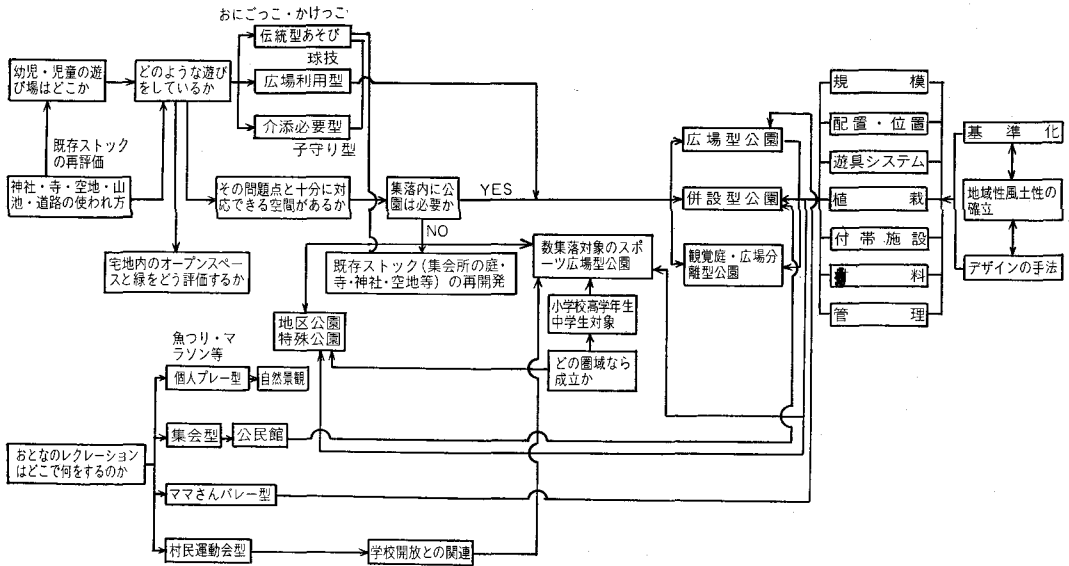 おにごっこ・かけっこ
伝統型あそび
球技
広場利用型
介添必要型
子守り型
幼児・児童の遊
び場はどこか
どのような遊び
をしているか
既存ストック
の再評価
神社・寺・空地・山
池・道路の使われ方
その問題点と十分に対
応できる空間があるか
集落内に公
園は必要か
YES
NO
宅地内のオープンスペー
スと緑をどう評価するか
既存ストック(集会所の庭・
寺・神社・空地等)の再開発
数集落対象のスポ
ーツ広場型公園
小学校高学年生
中学生対象
どの圏域なら
成立か
地区公園
特殊公園
広場型公園
併設型公園
観覚庭・広場分
離型公園
規模
配置・位置
遊具システム
植栽
付帯施設
料
管理
基準化
地域性風土性の
確立
デザインの手法
魚つり・マ
ラソン等
個人プレー型
自然景観
集会型
公民館
おとなのレクレーション
はどこで何をするのか
ママさんバレー型
村民運動会型
学校開放との関連